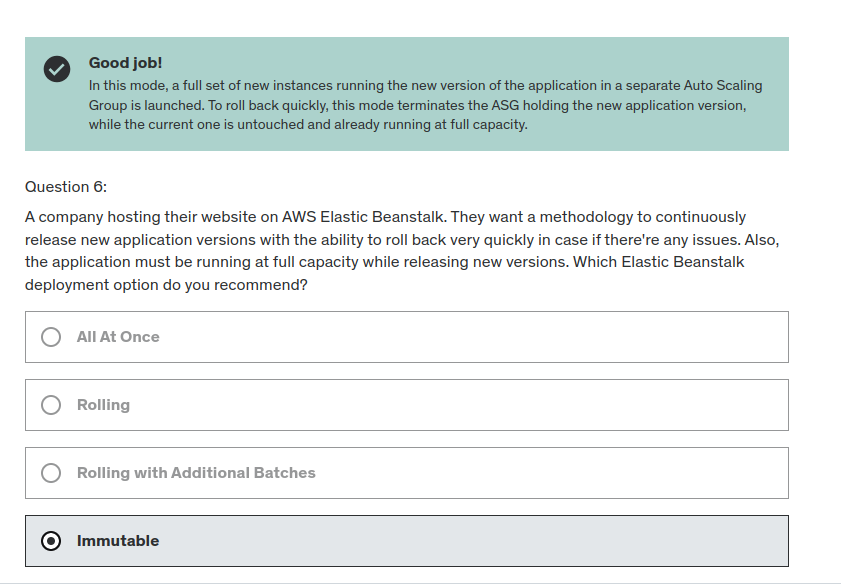 Good job!
In this mode, a full set of new instances running the new version of the application in a separate Auto Scaling
Group is launched. To roll back quickly, this mode terminates the ASG holding the new application version,
while the current one is untouched and already running at full capacity.
Question 6:
A company hosting their website on AWS Elastic Beanstalk. They want a methodology to continuously
release new application versions with the ability to roll back very quickly in case if there're any issues. Also,
the application must be running at full capacity while releasing new versions. Which Elastic Beanstalk
deployment option do you recommend?
All At Once
Rolling
Rolling with Additional Batches
Immutable